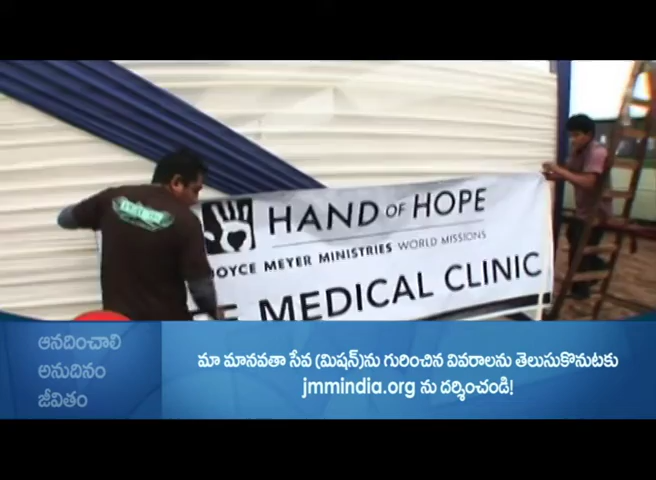 HAND OF HOPE
JOYCE MEYER MINISTRIES WORLD MISSIONS
MEDICAL CLINIC
ఆనందించాలి
అనుదినం
జీవితం
మా మానవతా సేవ (మిషన్)ను గురించిన వివరాలను తెలుసుకొనుటకు
jmmindia.org ను దర్శించండి!